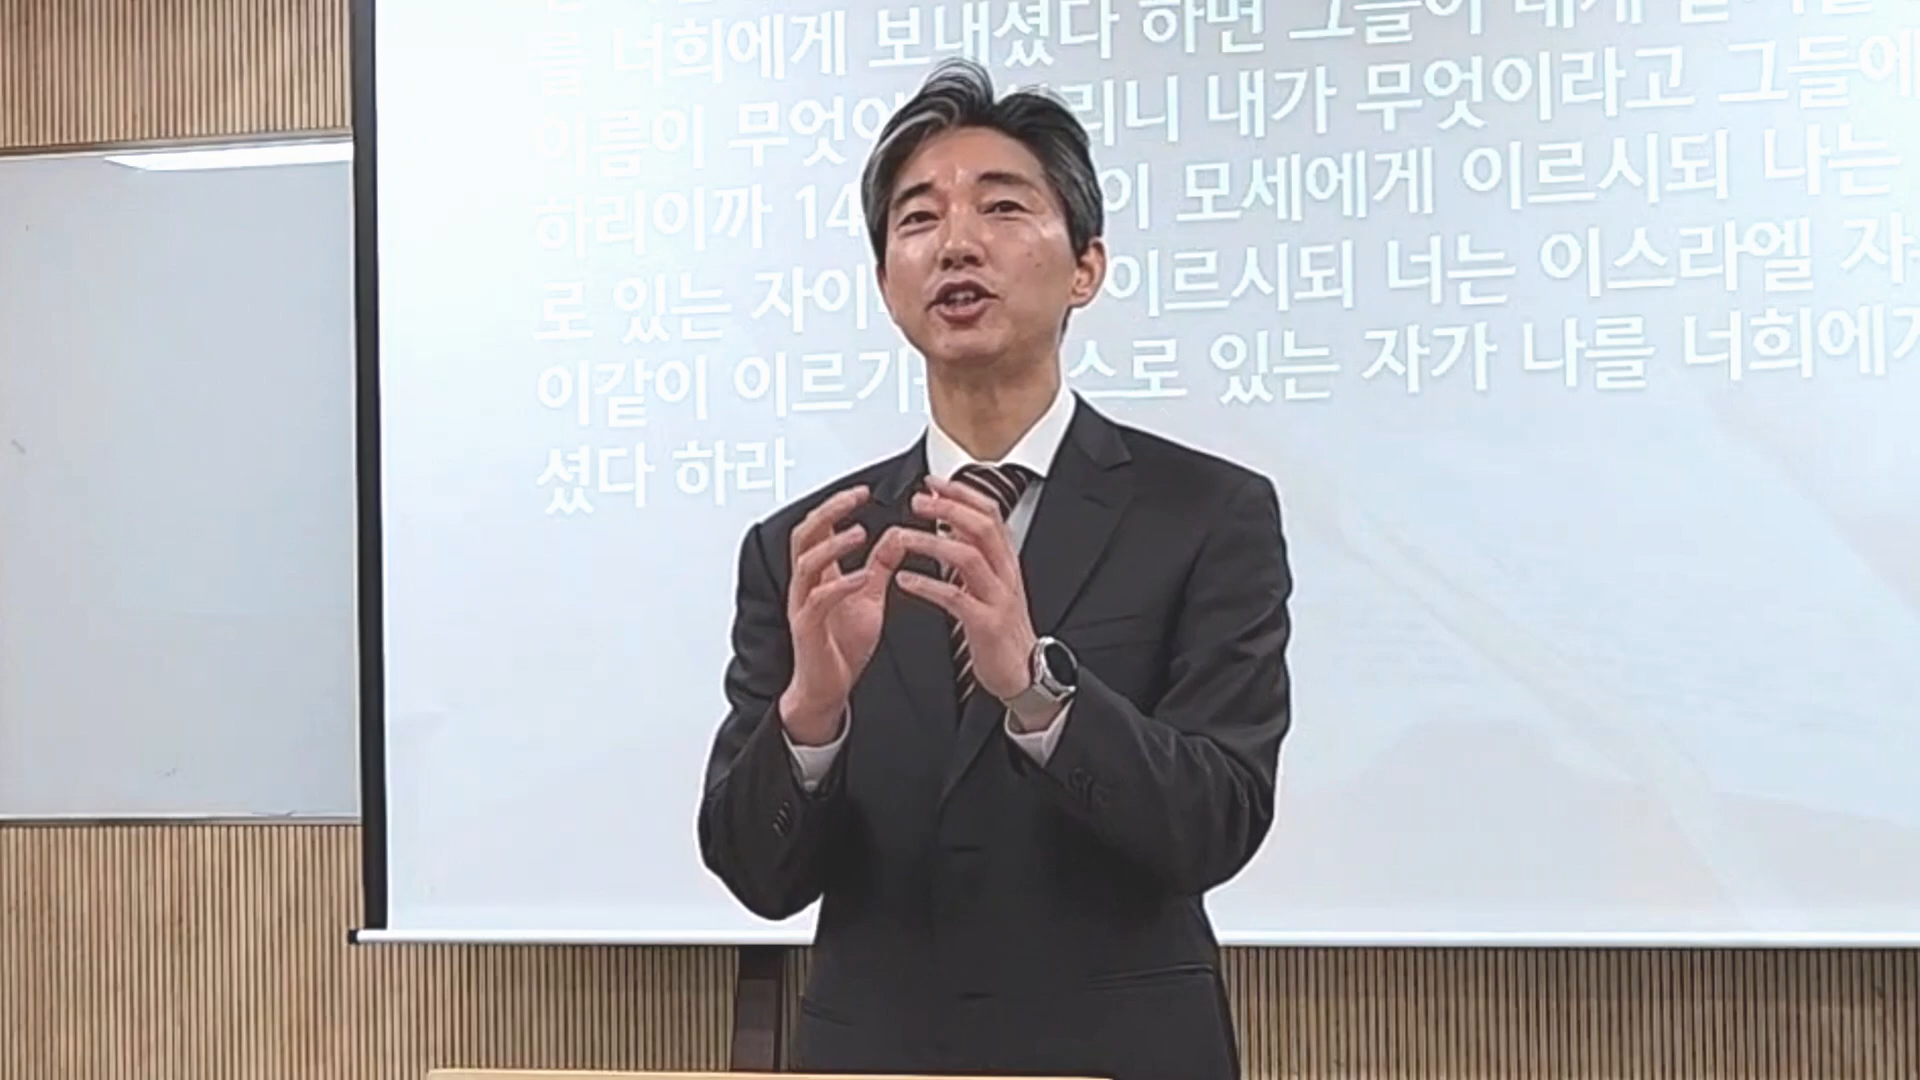 를 너희에게 보내셨다 하면 그들이 내게
이름이 무엇이 리니 내가 무엇이라고 그들에
하리이까 14 이 모세에게 이르시되 나는
로 있는 자이 이르시되 너는 이스라엘 자
이같이 이르기 스로 있는 자가 나를 너희에게
셨다 하라